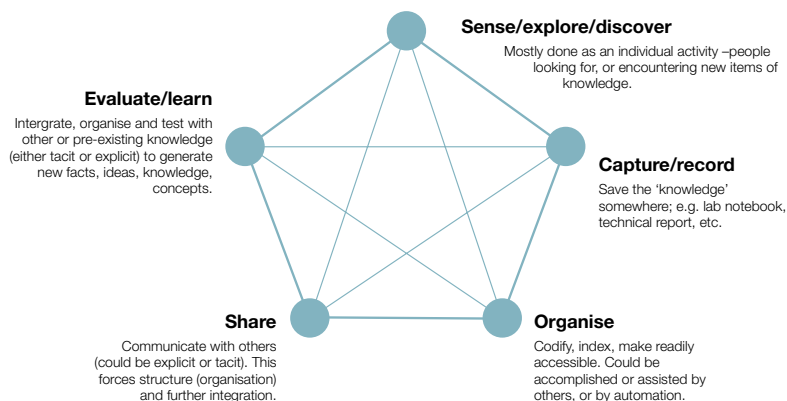 Sense/explore/discover
Mostly done as an individual activity –people
looking for, or encountering new items of
knowledge.
Evaluate/learn
Intergrate, organise and test with
other or pre-existing knowledge
(either tacit or explicit) to generate
new facts, ideas, knowledge,
concepts.
Capture/record
Save the ‘knowledge’
somewhere; e.g. lab notebook,
technical report, etc.
Share
Communicate with others
(could be explicit or tacit). This
forces structure (organisation)
and further integration.
Organise
Codify, index, make readily
accessible. Could be
accomplished or assisted by
others, or by automation.